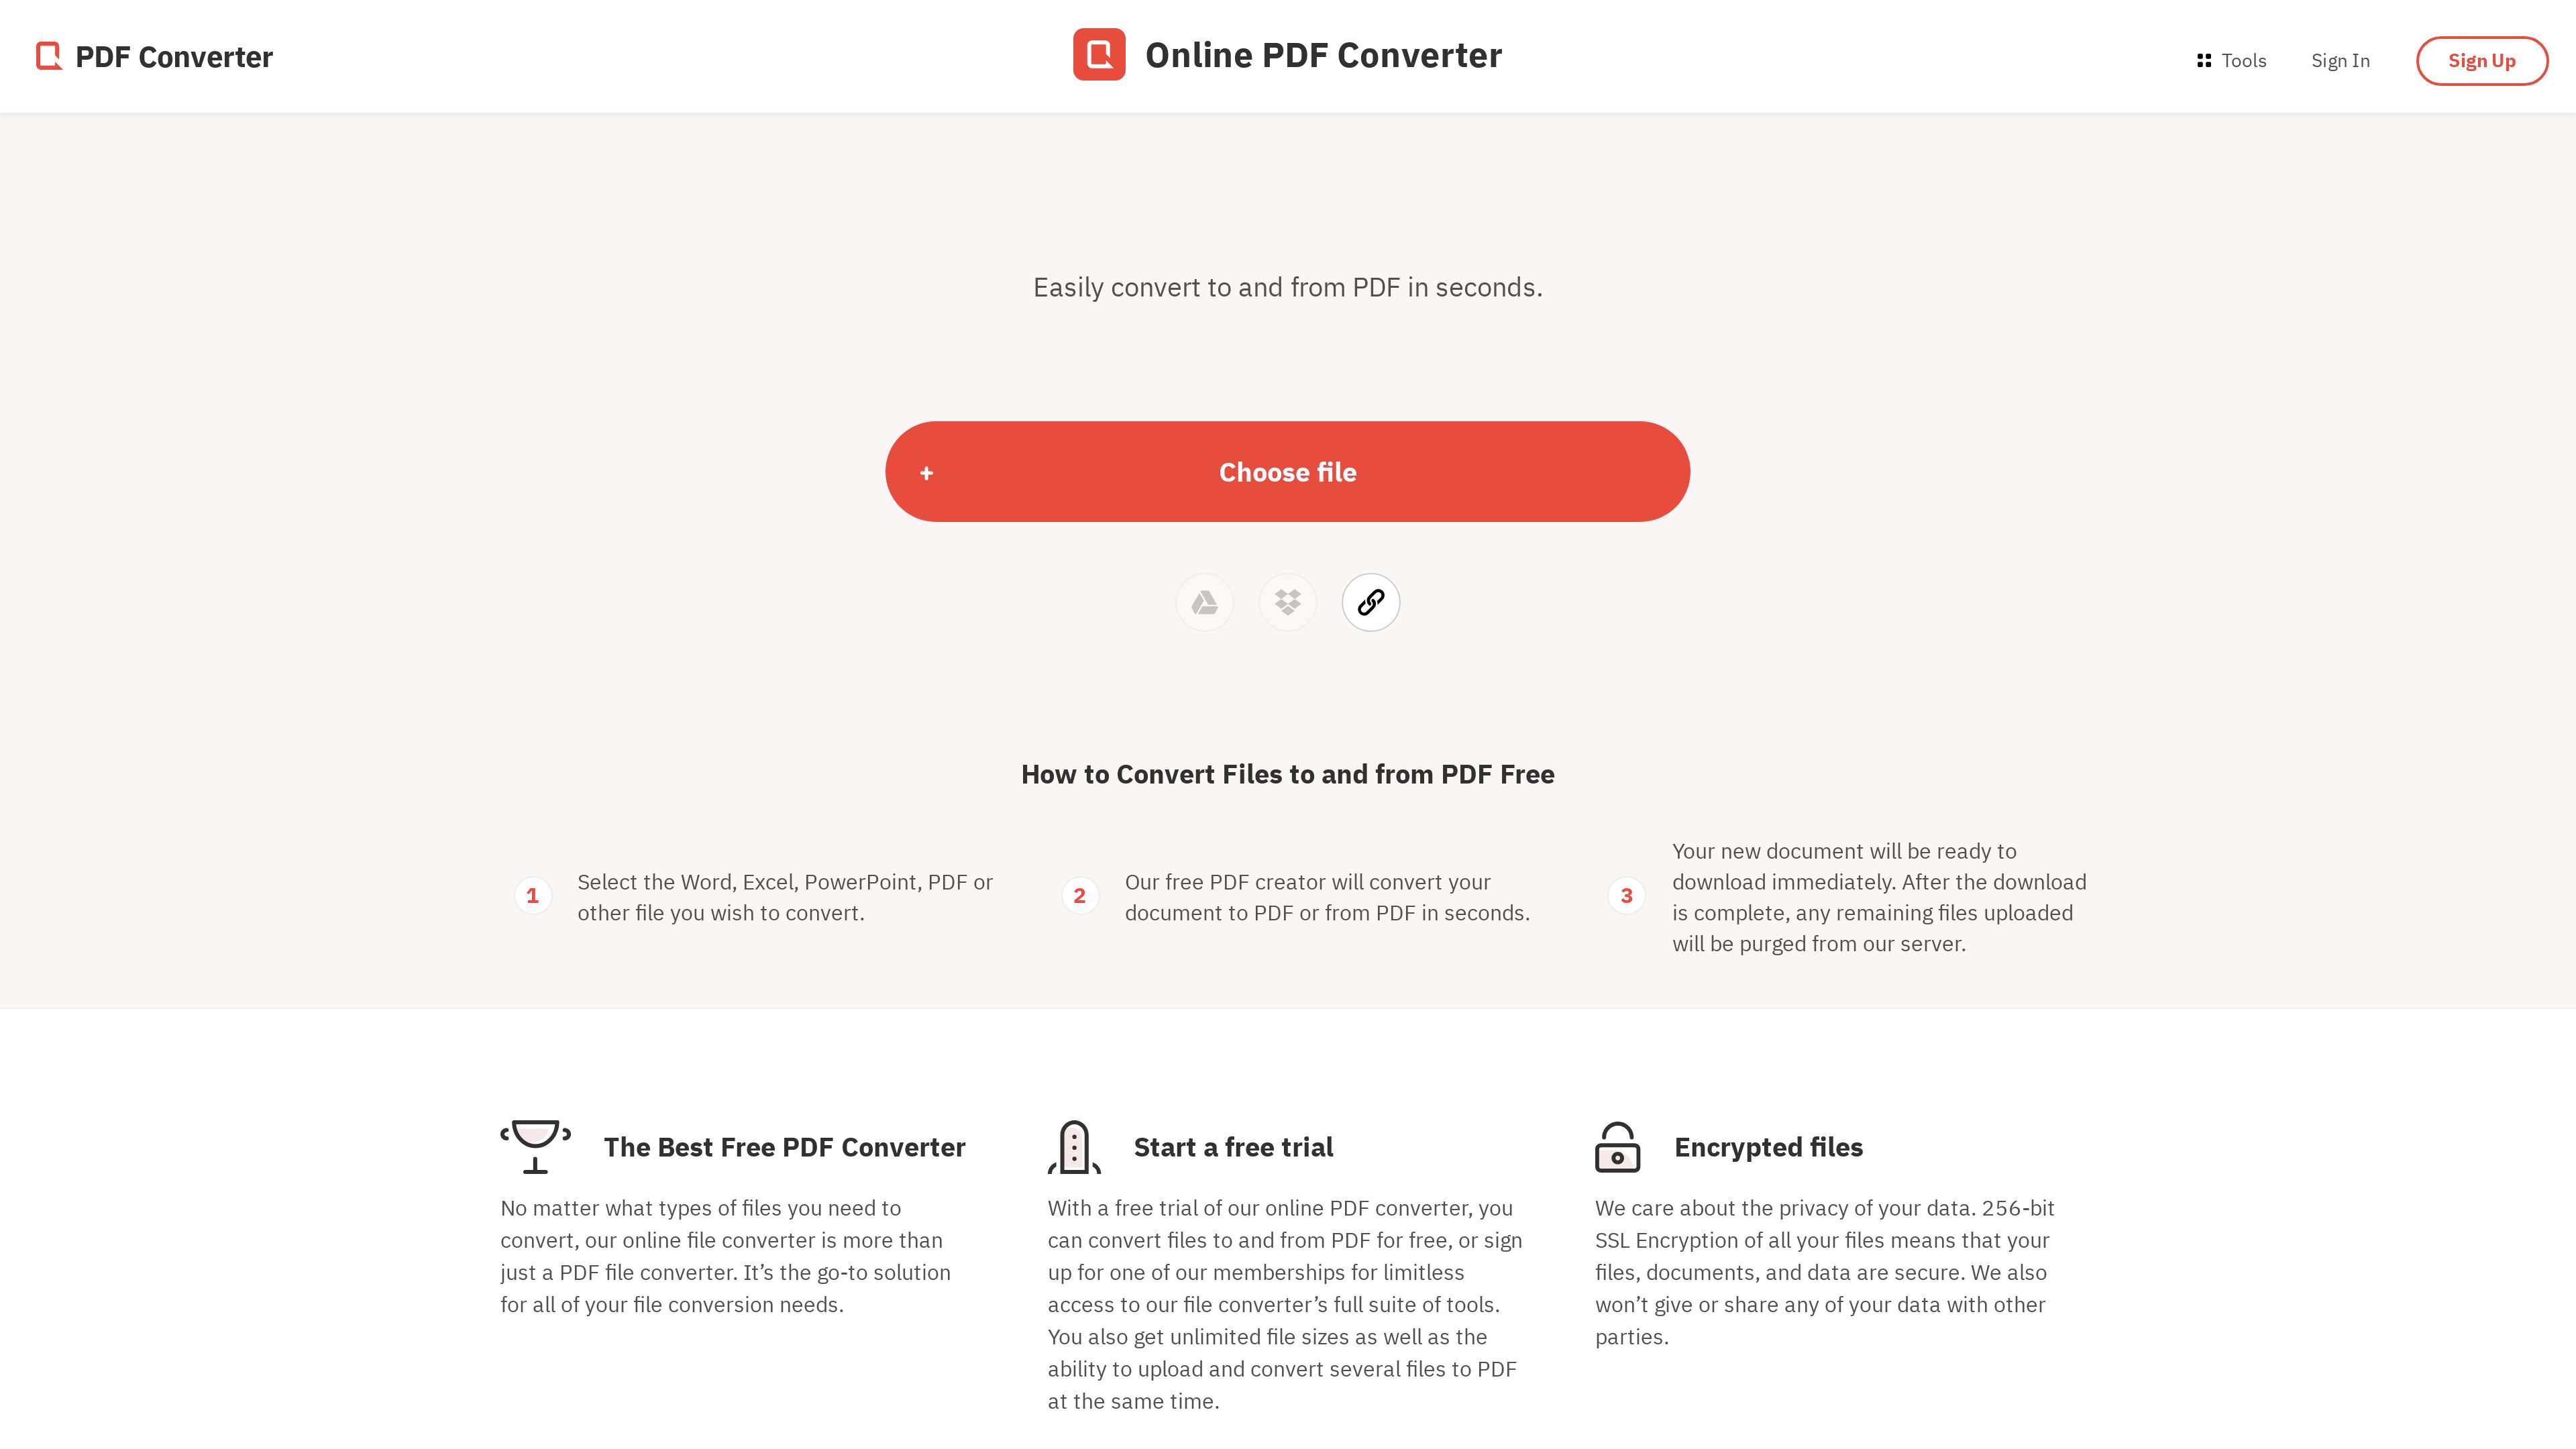 PDF Converter
Online PDF Converter
Tools
Sign In
Sign Up
Easily convert to and from PDF in seconds.
+ Choose file
How to Convert Files to and from PDF Free
1
Select the Word, Excel, PowerPoint, PDF or
other file you wish to convert.
2
Our free PDF creator will convert your
document to PDF or from PDF in seconds.
3
Your new document will be ready to
download immediately. After the download
is complete, any remaining files uploaded
will be purged from our server.
The Best Free PDF Converter
No matter what types of files you need to
convert, our online file converter is more than
just a PDF file converter. It’s the go-to solution
for all of your file conversion needs.
Start a free trial
With a free trial of our online PDF converter, you
can convert files to and from PDF for free, or sign
up for one of our memberships for limitless
access to our file converter’s full suite of tools.
You also get unlimited file sizes as well as the
ability to upload and convert several files to PDF
at the same time.
Encrypted files
We care about the privacy of your data. 256-bit
SSL Encryption of all your files means that your
files, documents, and data are secure. We also
won’t give or share any of your data with other
parties.